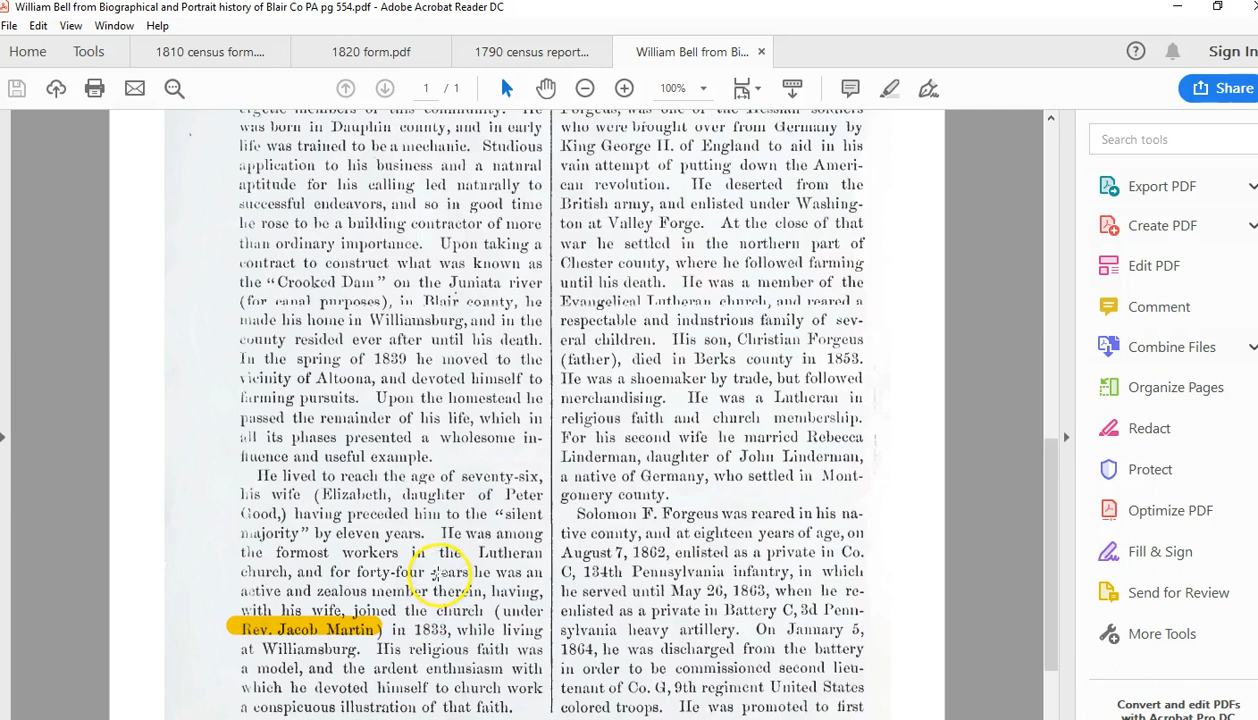 William Bell from Biographical and Portrait history of Blair Co PA pg 554.pdf - Adobe Acrobat Reader DC
File Edit View Window Help
Home Tools 1810 census form.... 1820 form.pdf 1790 census report... William Bell from Bi... × Sign In
1 / 1 100% Share
ergetic members of this community. He
was born in Dauphin county, and in early
life was trained to be a mechanic. Studious
application to his business and a natural
aptitude for his calling led naturally to
successful endeavors, and so in good time
he rose to be a building contractor of more
than ordinary importance. Upon taking a
contract to construct what was known as
the "Crooked Dam" on the Juniata river
(for canal purposes), in Blair county, he
made his home in Williamsburg, and in the
county resided ever after until his death.
In the spring of 1839 he moved to the
vicinity of Altoona, and devoted himself to
farming pursuits. Upon the homestead he
passed the remainder of his life, which in
all its phases presented a wholesome in-
fluence and useful example.
He lived to reach the age of seventy-six,
his wife (Elizabeth, daughter of Peter
Good,) having preceded him to the "silent
majority" by eleven years. He was among
the formost workers in the Lutheran
church, and for forty-four years he was an
active and zealous member therein, having,
with his wife, joined the church (under
Rev. Jacob Martin) in 1833, while living
at Williamsburg. His religious faith was
a model, and the ardent enthusiasm with
which he devoted himself to church work
a conspicuous illustration of that faith.
Forgeus, was one of the Hessian soldiers
who were brought over from Germany by
King George II. of England to aid in his
vain attempt of putting down the Ameri-
can revolution. He deserted from the
British army, and enlisted under Washing-
ton at Valley Forge. At the close of that
war he settled in the northern part of
Chester county, where he followed farming
until his death. He was a member of the
Evangelical Lutheran church, and reared a
respectable and industrious family of sev-
eral children. His son, Christian Forgeus
(father), died in Berks county in 1853.
He was a shoemaker by trade, but followed
merchandising. He was a Lutheran in
religious faith and church membership.
For his second wife he married Rebecca
Linderman, daughter of John Linderman,
a native of Germany, who settled in Mont-
gomery county.
Solomon F. Forgeus was reared in his na-
tive county, and at eighteen years of age, on
August 7, 1862, enlisted as a private in Co.
C, 134th Pennsylvania infantry, in which
he served until May 26, 1863, when he re-
enlisted as a private in Battery C, 3d Penn-
sylvania heavy artillery. On January 5,
1864, he was discharged from the battery
in order to be commissioned second lieu-
tenant of Co. G, 9th regiment United States
colored troops. He was promoted to first
Search tools
Export PDF
Create PDF
Edit PDF
Comment
Combine Files
Organize Pages
Redact
Protect
Optimize PDF
Fill & Sign
Send for Review
More Tools
Convert and edit PDFs
with Acrobat Pro DC